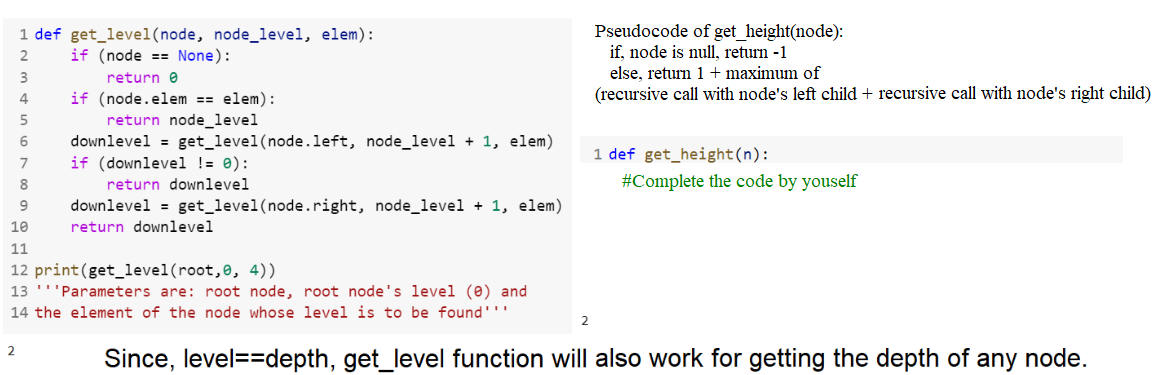 1 def get_level(node, node_level, elem):
2     if (node == None):
3         return 0
4     if (node.elem == elem):
5         return node_level
6     downlevel = get_level(node.left, node_level + 1, elem)
7     if (downlevel != 0):
8         return downlevel
9     downlevel = get_level(node.right, node_level + 1, elem)
10     return downlevel
11
12 print(get_level(root,0, 4))
13 '''Parameters are: root node, root node's level (0) and
14 the element of the node whose level is to be found'''
2
Pseudocode of get_height(node):
if, node is null, return -1
else, return 1 + maximum of
(recursive call with node's left child + recursive call with node's right child)
1 def get_height(n):
#Complete the code by youself
2
Since, level==depth, get_level function will also work for getting the depth of any node.